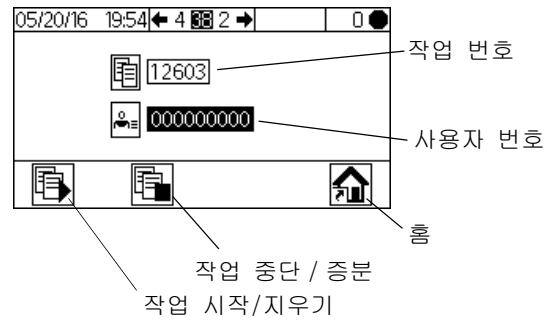 05/20/16 19:54 ← 4 38 2 → 0
작업 번호
12603
000000000
사용자 번호
홈
작업 중단 / 증분
작업 시작/지우기